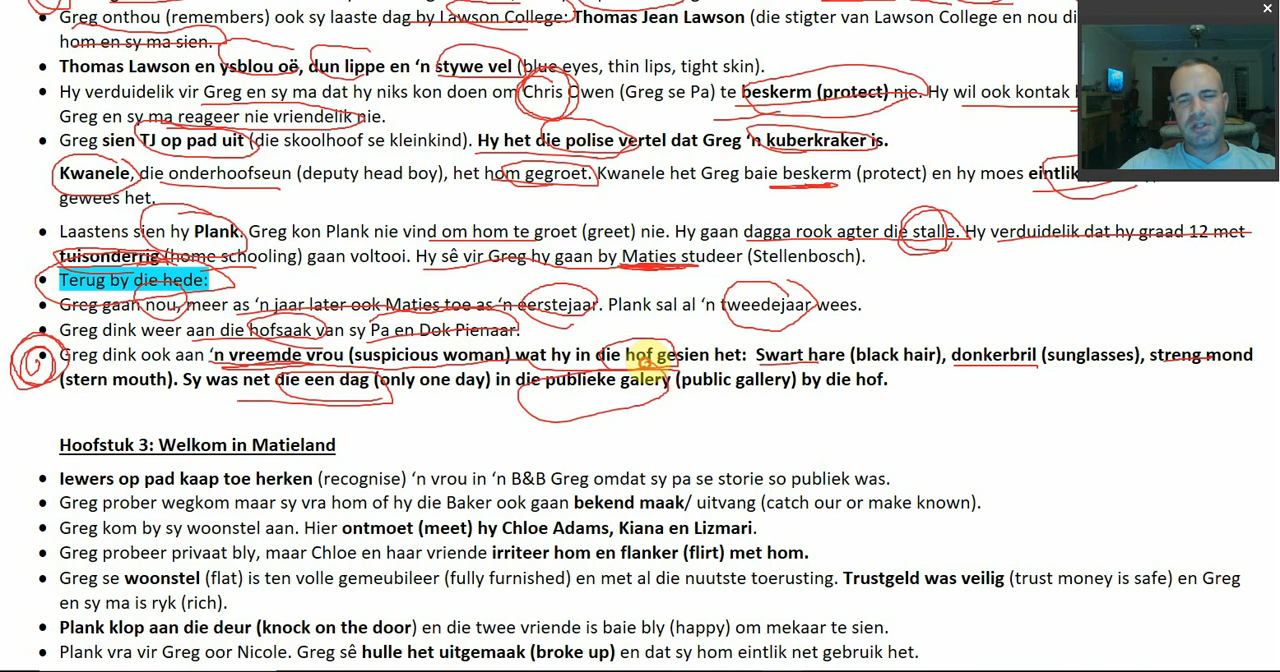 Greg onthou (remembers) ook sy laaste dag by Lawson College: Thomas Jean Lawson (die stigter van Lawson College en nou di
hom en sy ma sien.
Thomas Lawson en ysblou oë, dun lippe en ‘n stywe vel (blue eyes, thin lips, tight skin).
Hy verduidelik vir Greg en sy ma dat hy niks kon doen om Chris Owen (Greg se Pa) te beskerm (protect) nie. Hy wil ook kontak
Greg en sy ma reageer nie vriendelik nie.
Greg sien TJ op pad uit (die skoolhoof se kleinkind). Hy het die polise vertel dat Greg ‘n kuberkraker is.
Kwanele, die onderhoofseun (deputy head boy), het hom gegroet. Kwanele het Greg baie beskerm (protect) en hy moes eintlik
gewees het.
Laastens sien hy Plank. Greg kon Plank nie vind om hom te groet (greet) nie. Hy gaan dagga rook agter die stalle. Hy verduidelik dat hy graad 12 met
tuisonderrig (home schooling) gaan voltooi. Hy sê vir Greg hy gaan by Maties studeer (Stellenbosch).
Terug by die hede:
Greg gaan nou, meer as ‘n jaar later ook Maties toe as ‘n eerstejaar. Plank sal al ‘n tweedejaar wees.
Greg dink weer aan die hofsaak van sy Pa en Dok Pienaar.
Greg dink ook aan ‘n vreemde vrou (suspicious woman) wat hy in die hof gesien het: Swart hare (black hair), donkerbril (sunglasses), streng mond
(stern mouth). Sy was net die een dag (only one day) in die publieke galery (public gallery) by die hof.
Hoofstuk 3: Welkom in Matieland
Iewers op pad kaap toe herken (recognise) ‘n vrou in ‘n B&B Greg omdat sy pa se storie so publiek was.
Greg prober wegkom maar sy vra hom of hy die Baker ook gaan bekend maak/ uitvang (catch our or make known).
Greg kom by sy woonstel aan. Hier ontmoet (meet) hy Chloe Adams, Kiana en Lizmari.
Greg probeer privaat bly, maar Chloe en haar vriende irriteer hom en flanker (flirt) met hom.
Greg se woonstel (flat) is ten volle gemeubileer (fully furnished) en met al die nuutste toerusting. Trustgeld was veilig (trust money is safe) en Greg
en sy ma is ryk (rich).
Plank klop aan die deur (knock on the door) en die twee vriende is baie bly (happy) om mekaar te sien.
Plank vra vir Greg oor Nicole. Greg sê hulle het uitgemaak (broke up) en dat sy hom eintlik net gebruik het.